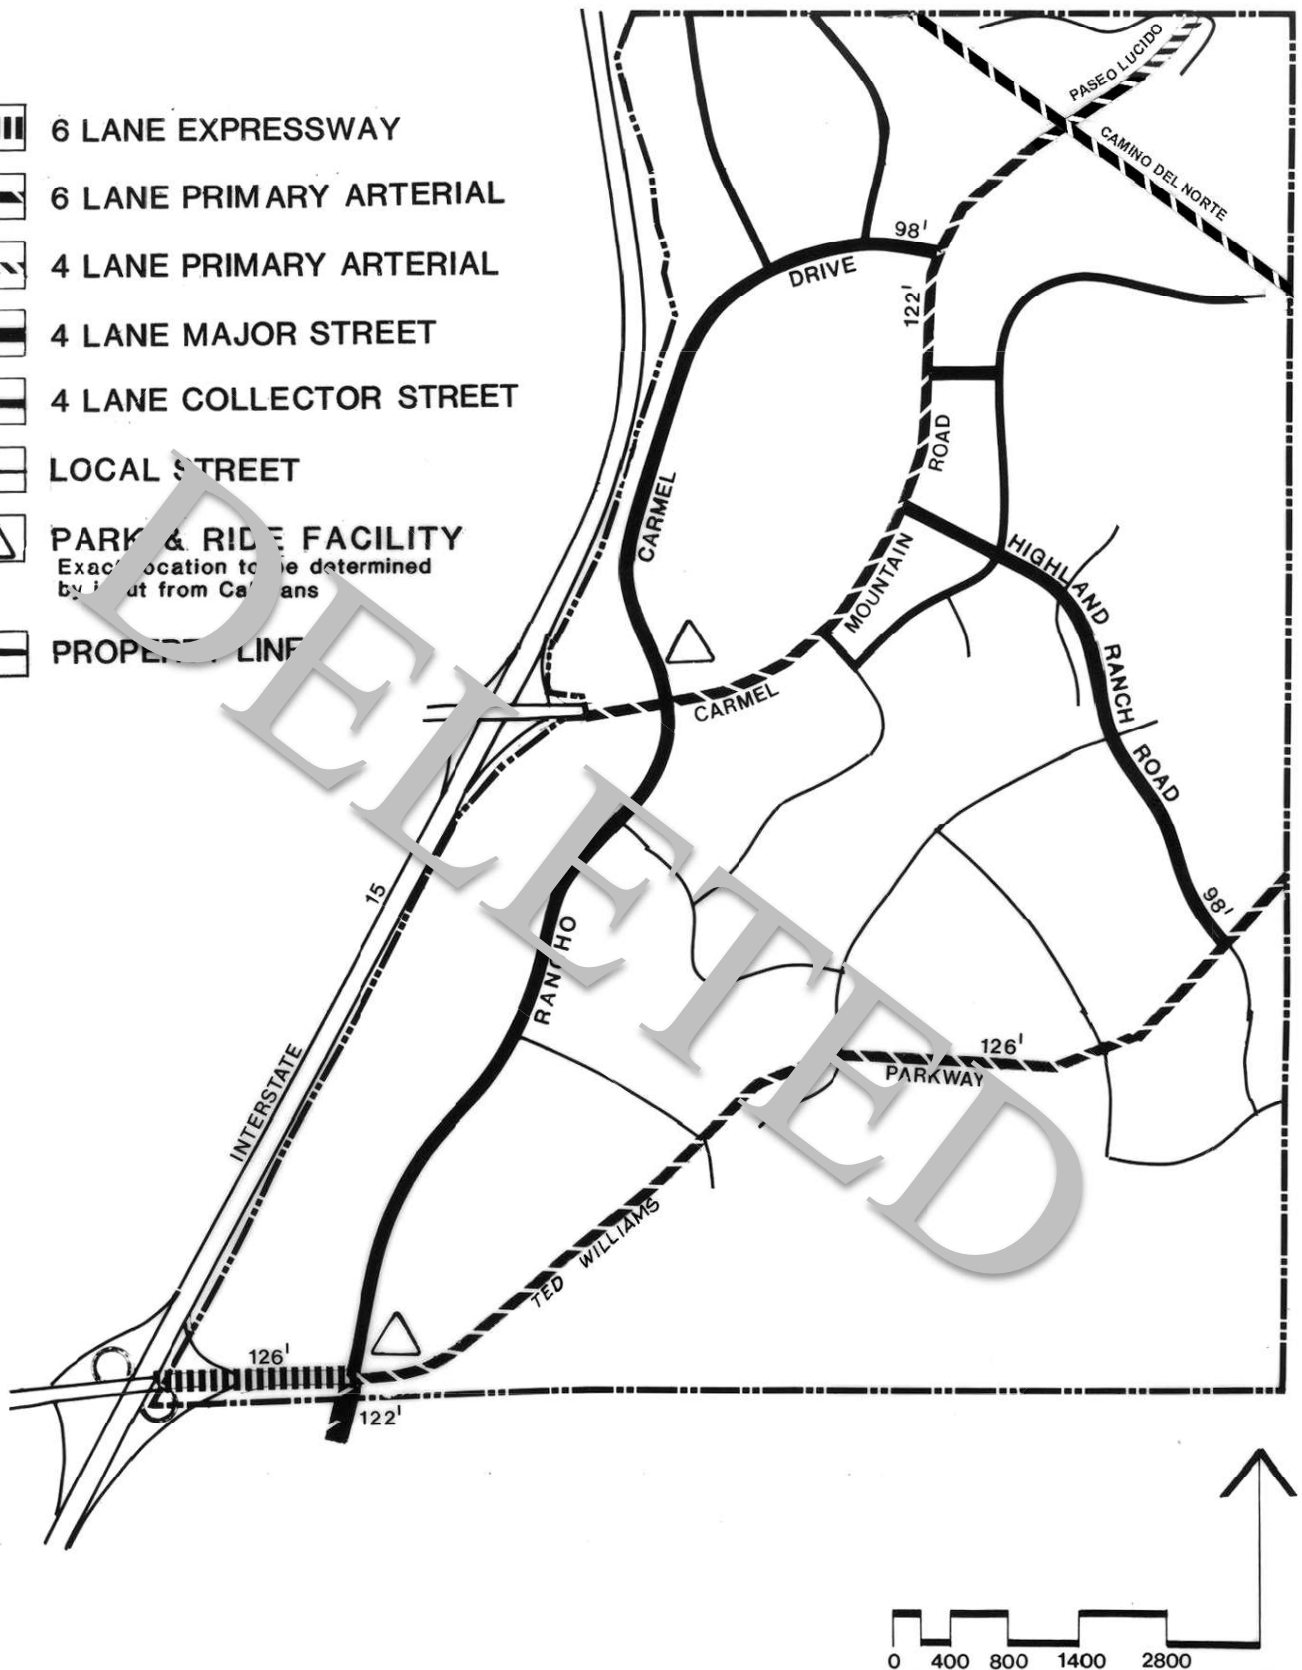 6 LANE EXPRESSWAY
6 LANE PRIMARY ARTERIAL
4 LANE PRIMARY ARTERIAL
4 LANE MAJOR STREET
4 LANE COLLECTOR STREET
LOCAL STREET
PARK & RIDE FACILITY
Exact location to be determined
by input from Caltrans
PROPERTY LINE
PASEO LUCIDO
CAMINO DEL NORTE
98'
DRIVE
122'
ROAD
CARMEL
MOUNTAIN
HIGHLAND RANCH ROAD
CARMEL
15
98'
RANCHO
INTERSTATE
126'
PARKWAY
TED WILLIAMS
126'
122'
DELETED
0 400 800 1400 2800